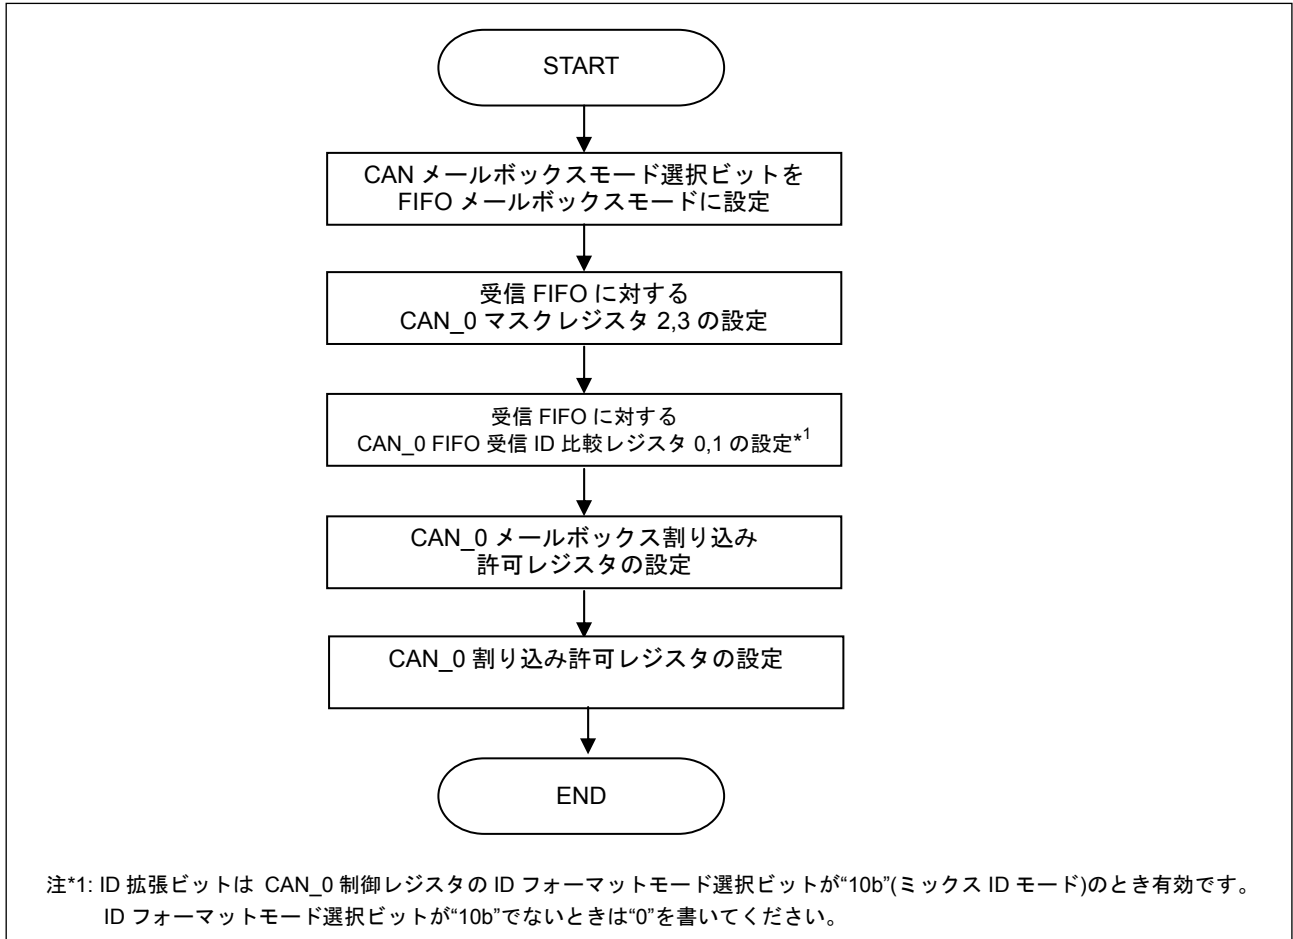 START
CAN メールボックスモード選択ビットを
FIFO メールボックスモードに設定
受信 FIFO に対する
CAN_0 マスクレジスタ 2,3 の設定
受信 FIFO に対する
CAN_0 FIFO 受信 ID 比較レジスタ 0,1 の設定*1
CAN_0 メールボックス割り込み
許可レジスタの設定
CAN_0 割り込み許可レジスタの設定
END
注*1: ID 拡張ビットは CAN_0 制御レジスタの ID フォーマットモード選択ビットが“10b”(ミックス ID モード)のとき有効です。
ID フォーマットモード選択ビットが“10b”でないときは“0”を書いてください。